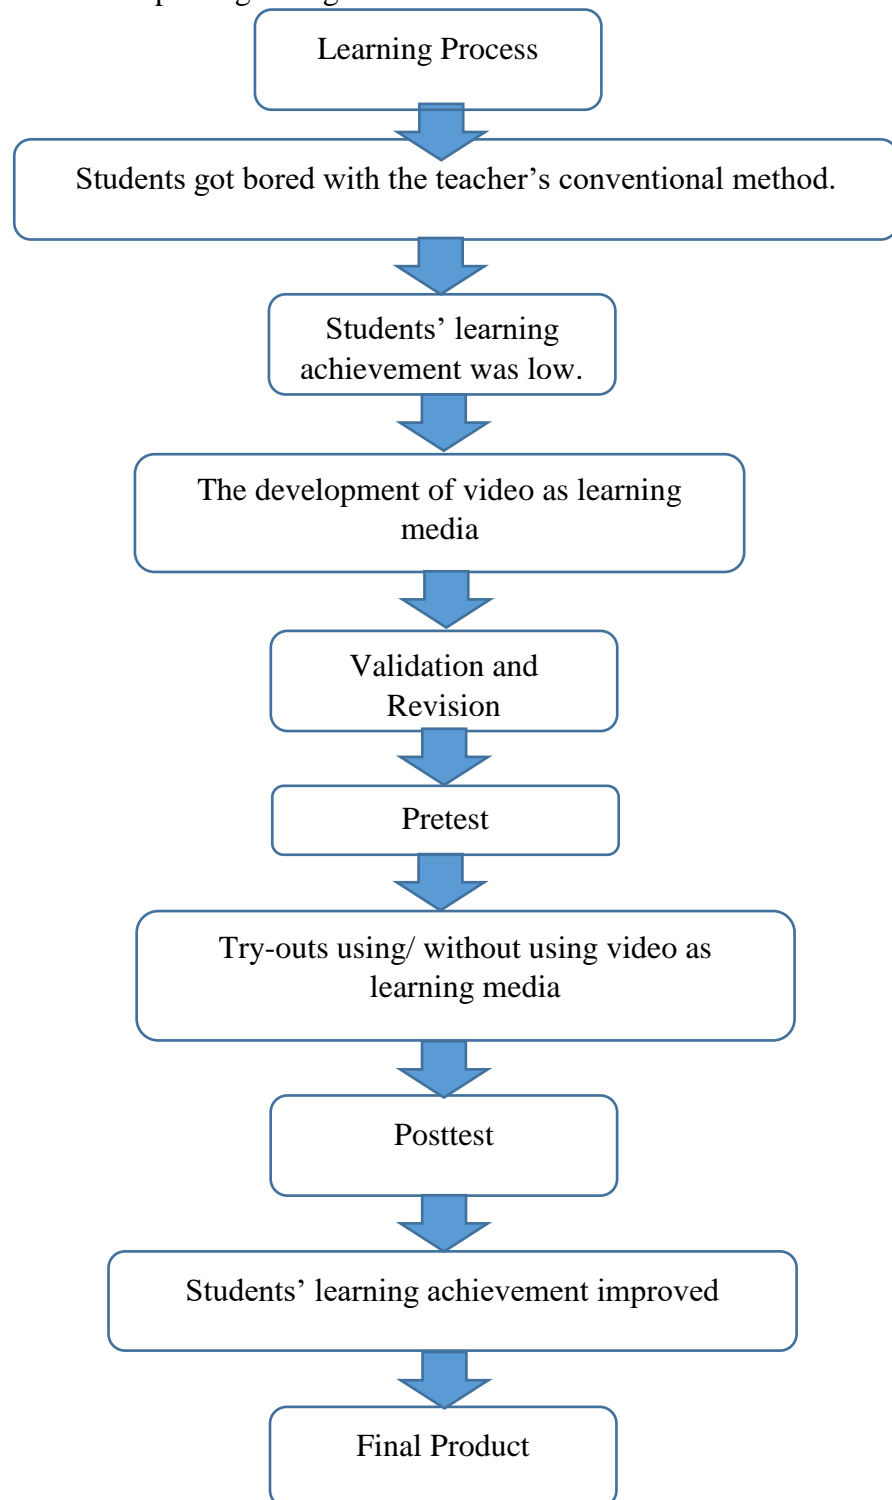 Learning Process
Students got bored with the teacher’s conventional method.
Students’ learning
achievement was low.
The development of video as learning
media
Validation and
Revision
Pretest
Try-outs using/ without using video as
learning media
Posttest
Students’ learning achievement improved
Final Product